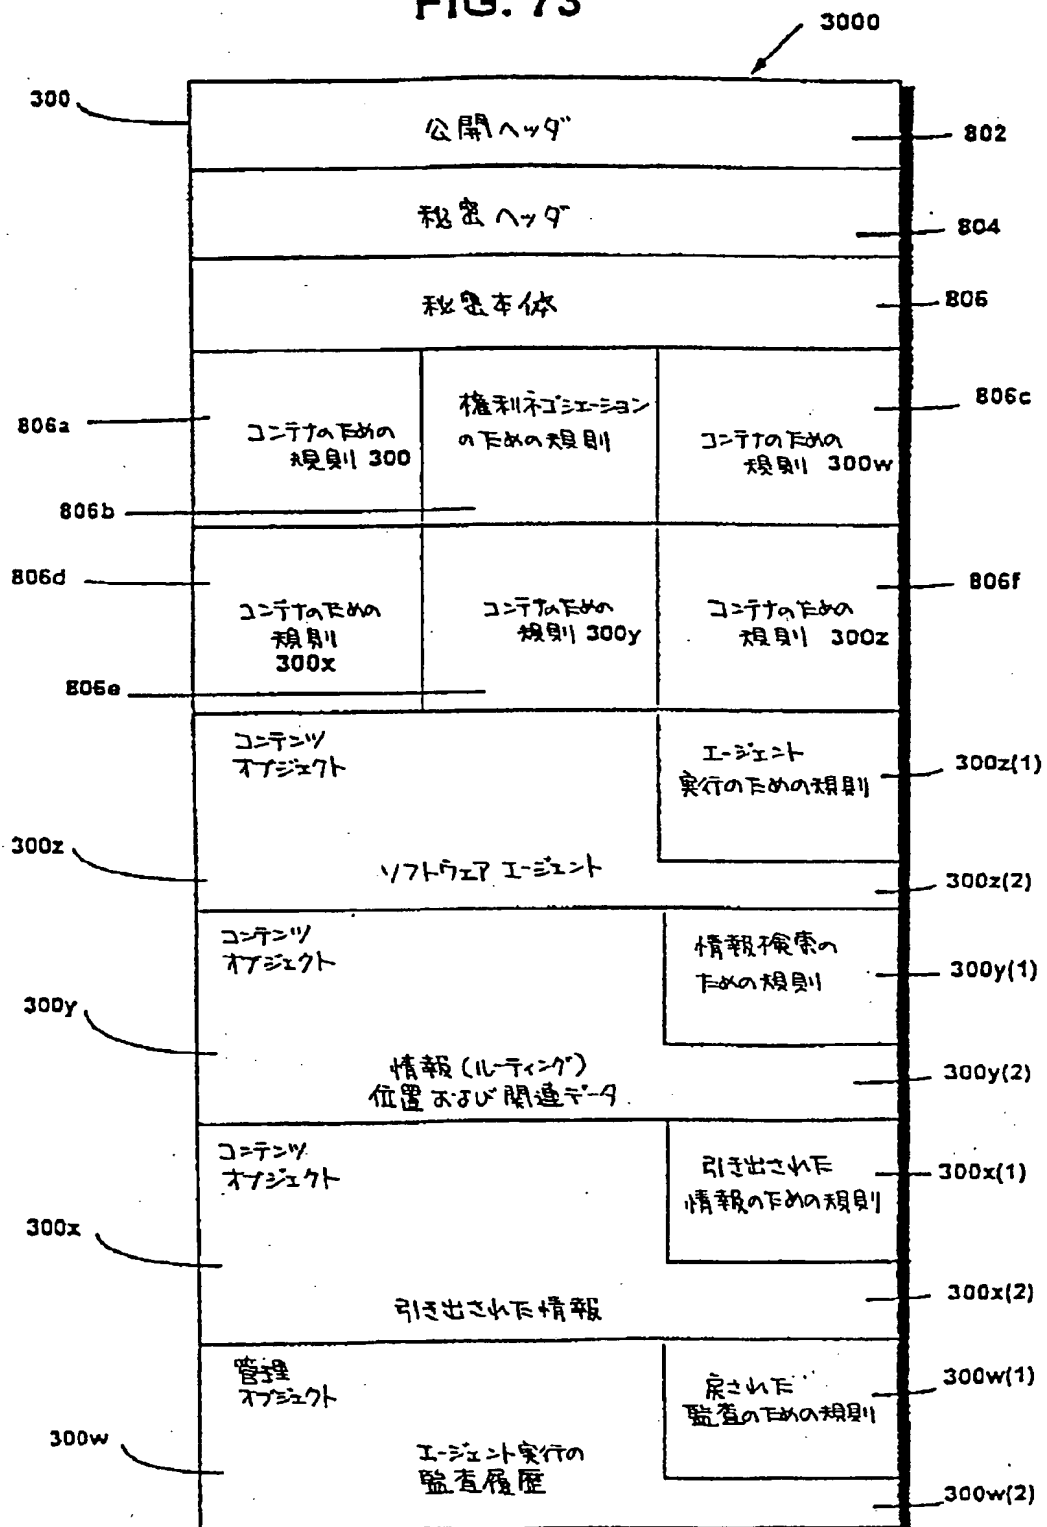 FIG. 73
3000
300
公開ヘッダ
802
秘密ヘッダ
804
秘密本体
806
806a
コンテナのための
規則 300
権利ネゴシエーション
のための規則
806b
コンテナのための
規則 300w
806c
806d
コンテナのための
規則
300x
コンテナのための
規則 300y
806e
コンテナのための
規則 300z
806f
コンテンツ
オブジェクト
エージェント
実行のための規則
300z(1)
300z
ソフトウェア エージェント
300z(2)
コンテンツ
オブジェクト
情報検索の
ための規則
300y(1)
300y
情報(ルーティング)
位置および関連データ
300y(2)
コンテンツ
オブジェクト
引き出された
情報のための規則
300x(1)
300x
引き出された情報
300x(2)
管理
オブジェクト
戻された
監査のための規則
300w(1)
300w
エージェント実行の
監査履歴
300w(2)